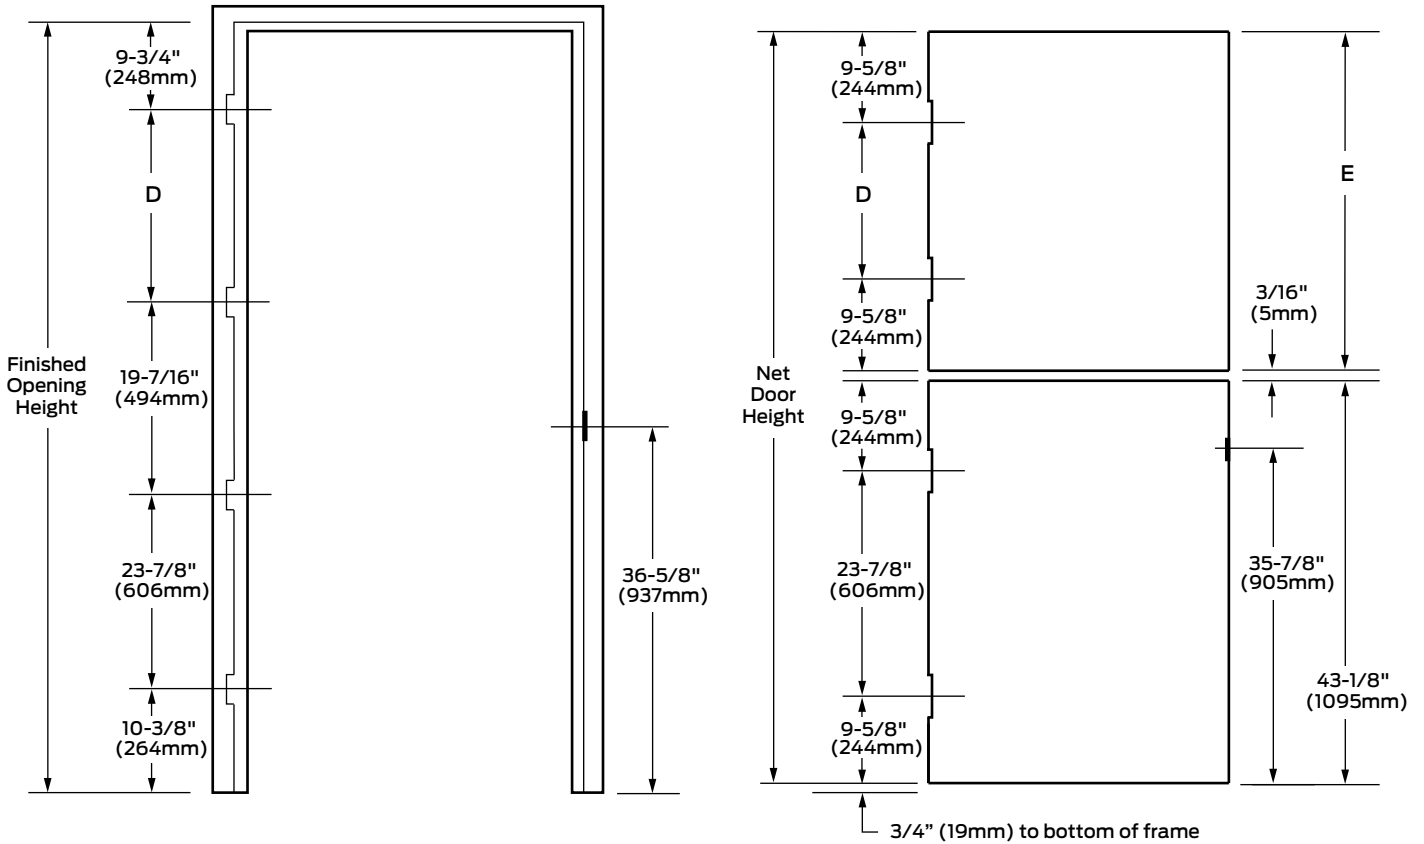 9-3/4"
(248mm)
D
19-7/16"
(494mm)
Finished
Opening
Height
23-7/8"
(606mm)
10-3/8"
(264mm)
36-5/8"
(937mm)
9-5/8"
(244mm)
D
9-5/8"
(244mm)
Net
Door
Height
9-5/8"
(244mm)
23-7/8"
(606mm)
9-5/8"
(244mm)
E
3/16"
(5mm)
35-7/8"
(905mm)
43-1/8"
(1095mm)
3/4” (19mm) to bottom of frame